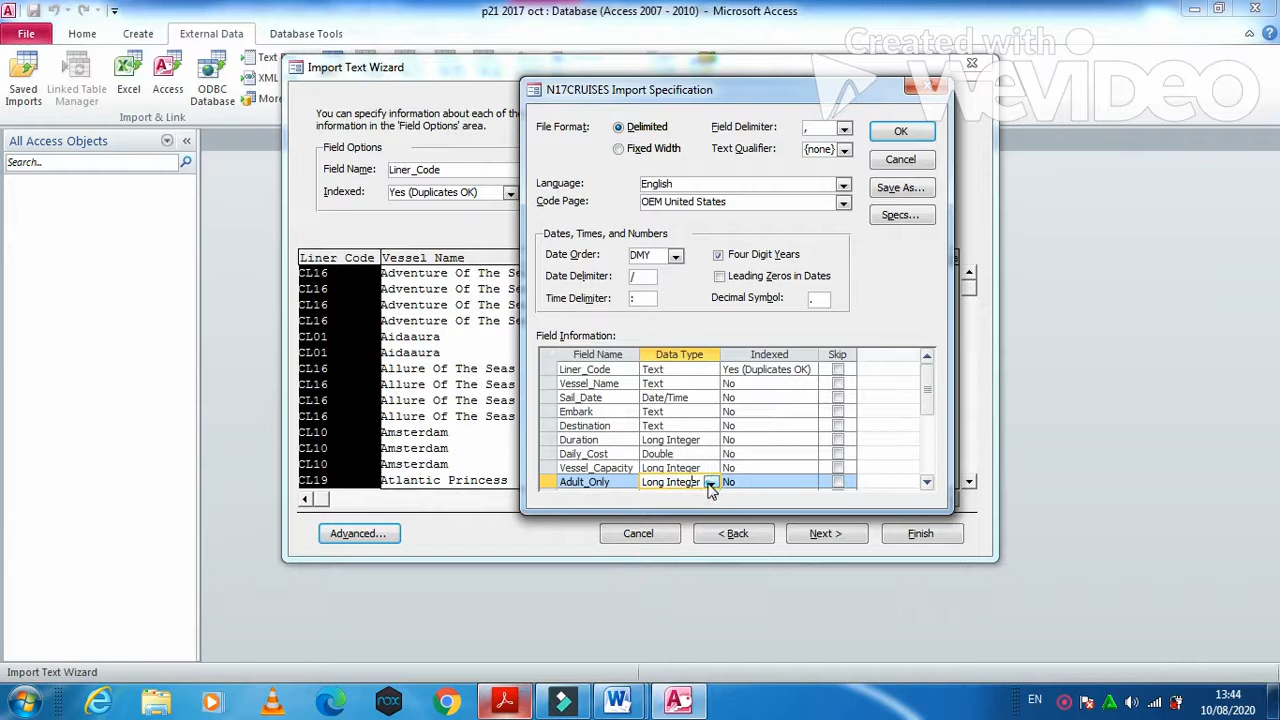 p21 2017 oct : Database (Access 2007 - 2010) - Microsoft Access
File Home Create External Data Database Tools
Created with
WeVideo
Saved Imports
Linked Table Manager
Excel
Access
ODBC Database
Text
XML
More
Import & Link
All Access Objects
Search...
Import Text Wizard
You can specify information about each of the
information in the 'Field Options' area.
Field Options
Field Name: Liner_Code
Indexed: Yes (Duplicates OK)
Liner Code Vessel Name
CL16 Adventure Of The Seas
CL16 Adventure Of The Seas
CL16 Adventure Of The Seas
CL16 Adventure Of The Seas
CL01 Aidaaura
CL01 Aidaaura
CL16 Allure Of The Seas
CL16 Allure Of The Seas
CL16 Allure Of The Seas
CL16 Allure Of The Seas
CL10 Amsterdam
CL10 Amsterdam
CL10 Amsterdam
CL19 Atlantic Princess
Advanced... Cancel < Back Next > Finish
N17CRUISES Import Specification
File Format: Delimited Field Delimiter: ,
Fixed Width Text Qualifier: {none}
OK
Cancel
Save As...
Specs...
Language: English
Code Page: OEM United States
Dates, Times, and Numbers
Date Order: DMY Four Digit Years
Date Delimiter: / Leading Zeros in Dates
Time Delimiter: : Decimal Symbol: .
Field Information:
Field Name Data Type Indexed Skip
Liner_Code Text Yes (Duplicates OK)
Vessel_Name Text No
Sail_Date Date/Time No
Embark Text No
Destination Text No
Duration Long Integer No
Daily_Cost Double No
Vessel_Capacity Long Integer No
Adult_Only Long Integer No
Import Text Wizard
EN
13:44
10/08/2020